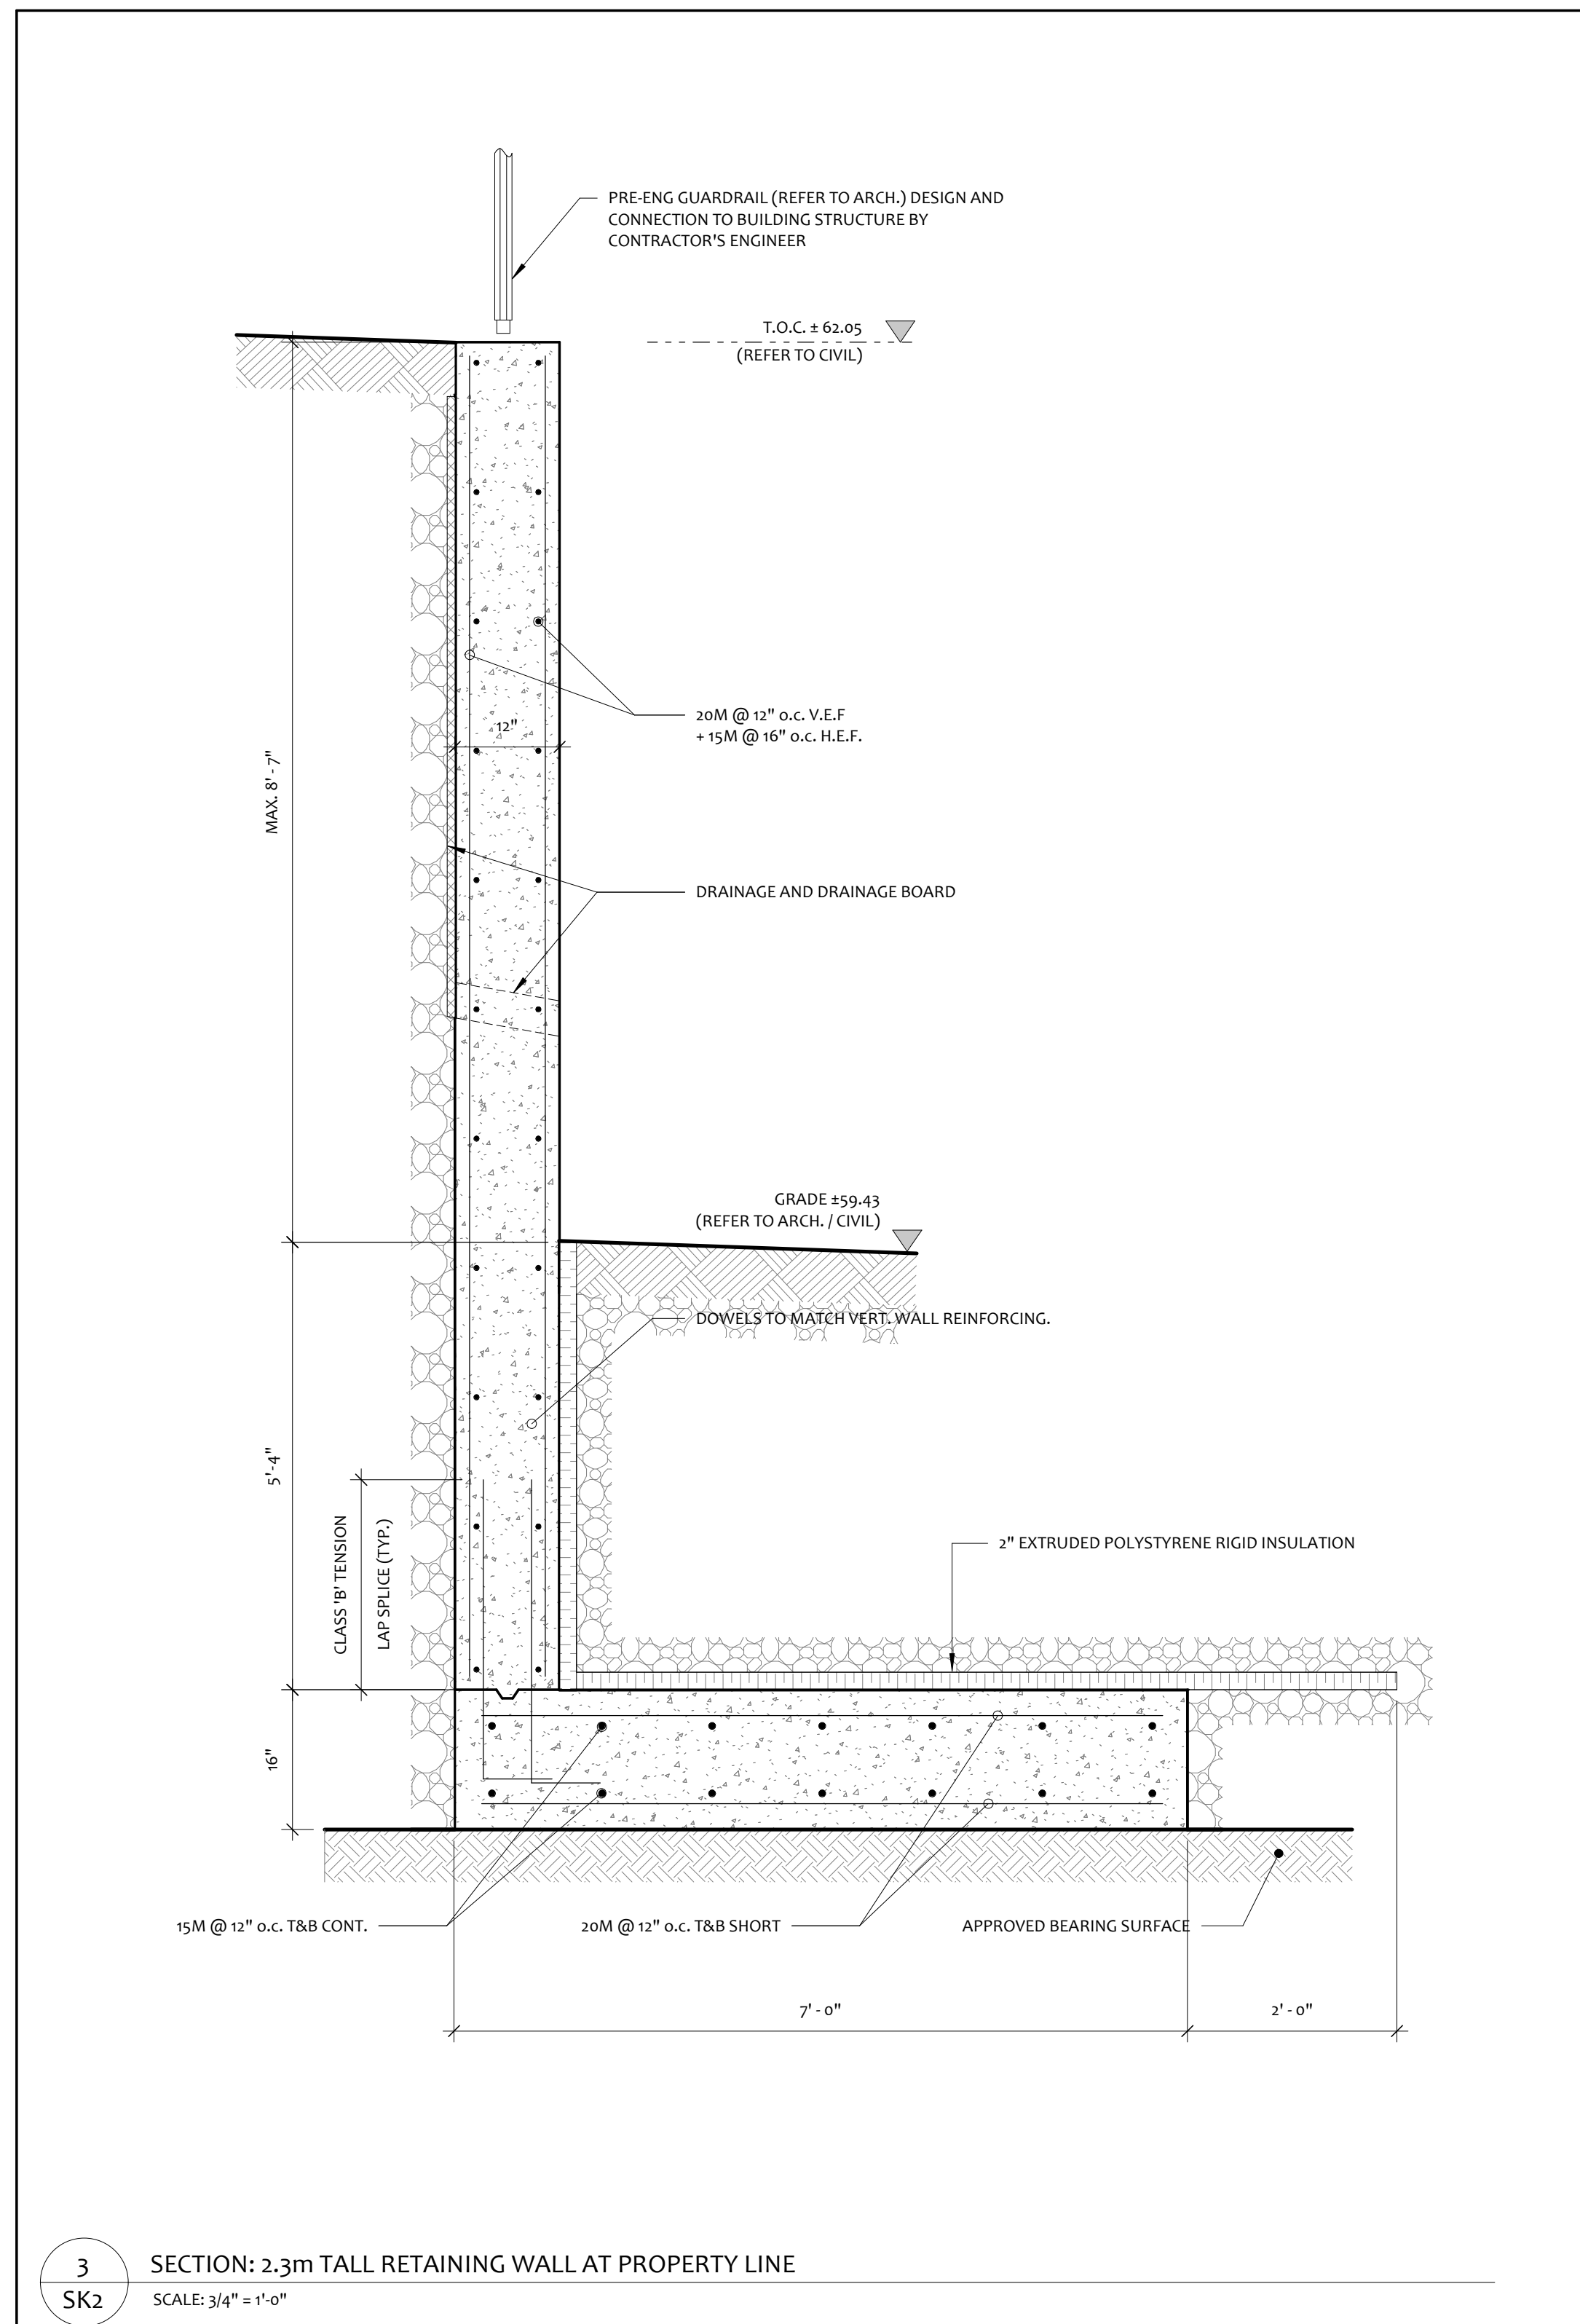 PRE-ENG GUARDRAIL (REFER TO ARCH.) DESIGN AND
CONNECTION TO BUILDING STRUCTURE BY
CONTRACTOR'S ENGINEER
T.O.C. ± 62.05
(REFER TO CIVIL)
20M @ 12" o.c. V.E.F
+ 15M @ 16" o.c. H.E.F.
12"
MAX. 8' - 7"
DRAINAGE AND DRAINAGE BOARD
GRADE ±59.43
(REFER TO ARCH. / CIVIL)
DOWELS TO MATCH VERT. WALL REINFORCING.
5'-4"
CLASS 'B' TENSION
LAP SPLICE (TYP.)
2" EXTRUDED POLYSTYRENE RIGID INSULATION
16"
15M @ 12" o.c. T&B CONT.
20M @ 12" o.c. T&B SHORT
APPROVED BEARING SURFACE
7' - 0"
2' - 0"
3
SK2
SECTION: 2.3m TALL RETAINING WALL AT PROPERTY LINE
SCALE: 3/4" = 1'-0"